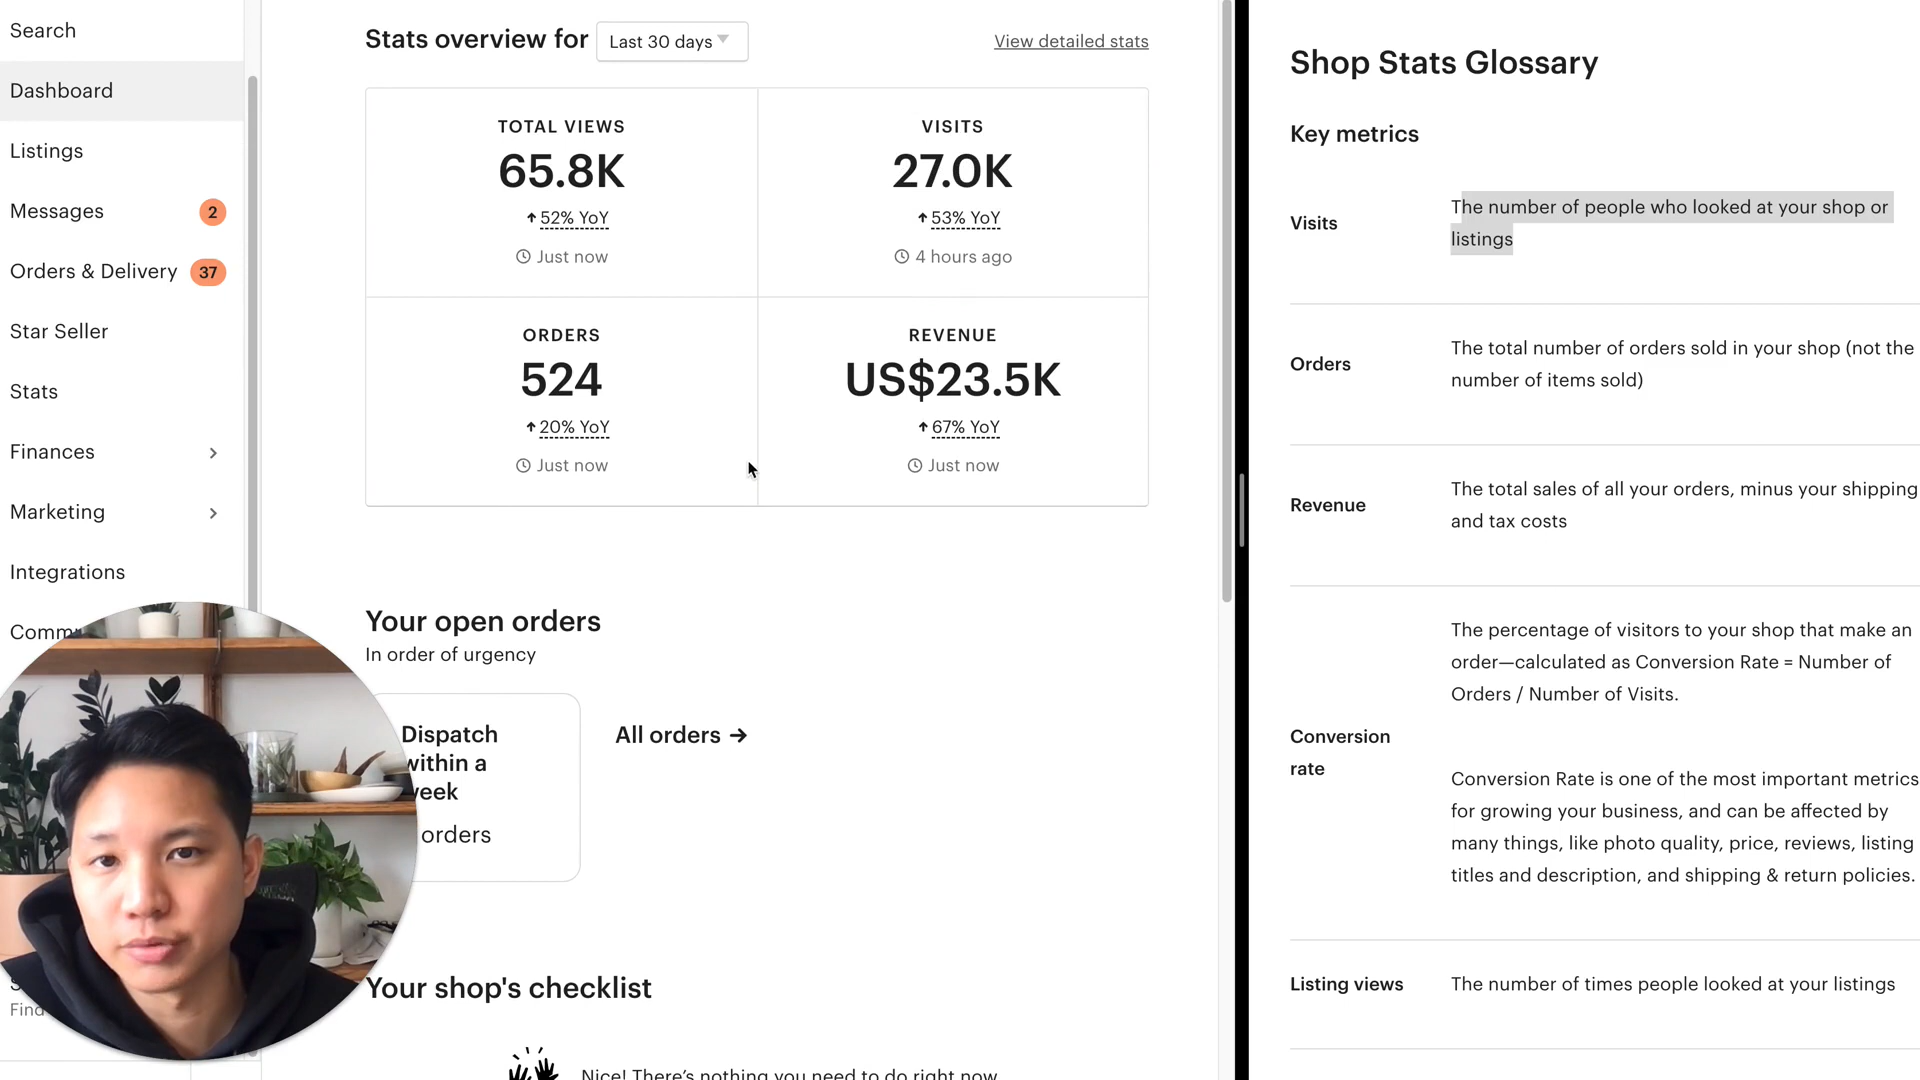 Search
Dashboard
Listings
Messages 2
Orders & Delivery 37
Star Seller
Stats
Finances
Marketing
Integrations
Find
Stats overview for Last 30 days View detailed stats
TOTAL VIEWS
65.8K
52% YoY
Just now
VISITS
27.0K
53% YoY
4 hours ago
ORDERS
524
20% YoY
Just now
REVENUE
US$23.5K
67% YoY
Just now
Your open orders
In order of urgency
Dispatch
within a
week
orders
All orders →
Your shop's checklist
Nice! There's nothing you need to do right now
Shop Stats Glossary
Key metrics
Visits
The number of people who looked at your shop or
listings
Orders
The total number of orders sold in your shop (not the
number of items sold)
Revenue
The total sales of all your orders, minus your shipping
and tax costs
Conversion
rate
The percentage of visitors to your shop that make an
order—calculated as Conversion Rate = Number of
Orders / Number of Visits.
Conversion Rate is one of the most important metrics
for growing your business, and can be affected by
many things, like photo quality, price, reviews, listing
titles and description, and shipping & return policies.
Listing views
The number of times people looked at your listings